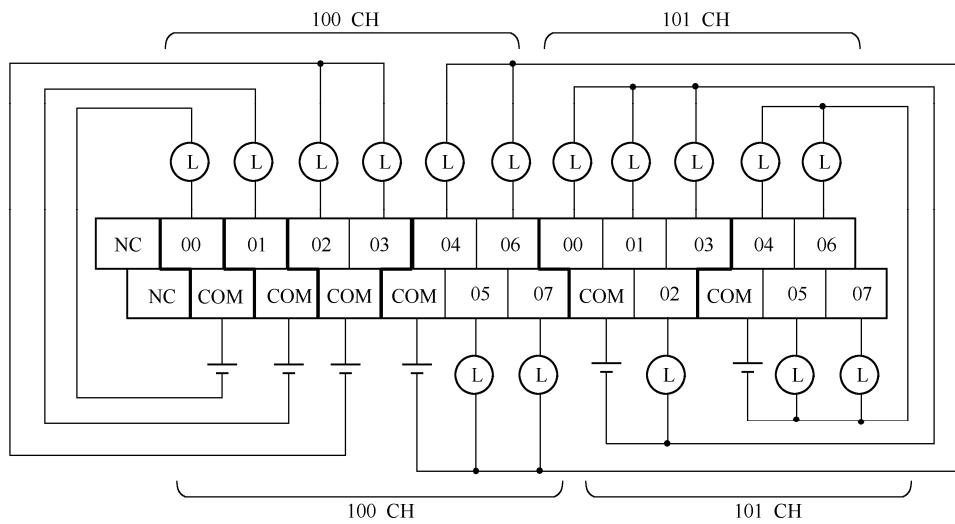 100 CH 101 CH
L L L L L L L L L L L
NC 00 01 02 03 04 06 00 01 03 04 06
NC COM COM COM COM 05 07 COM 02 COM 05 07
L L L L L
100 CH 101 CH